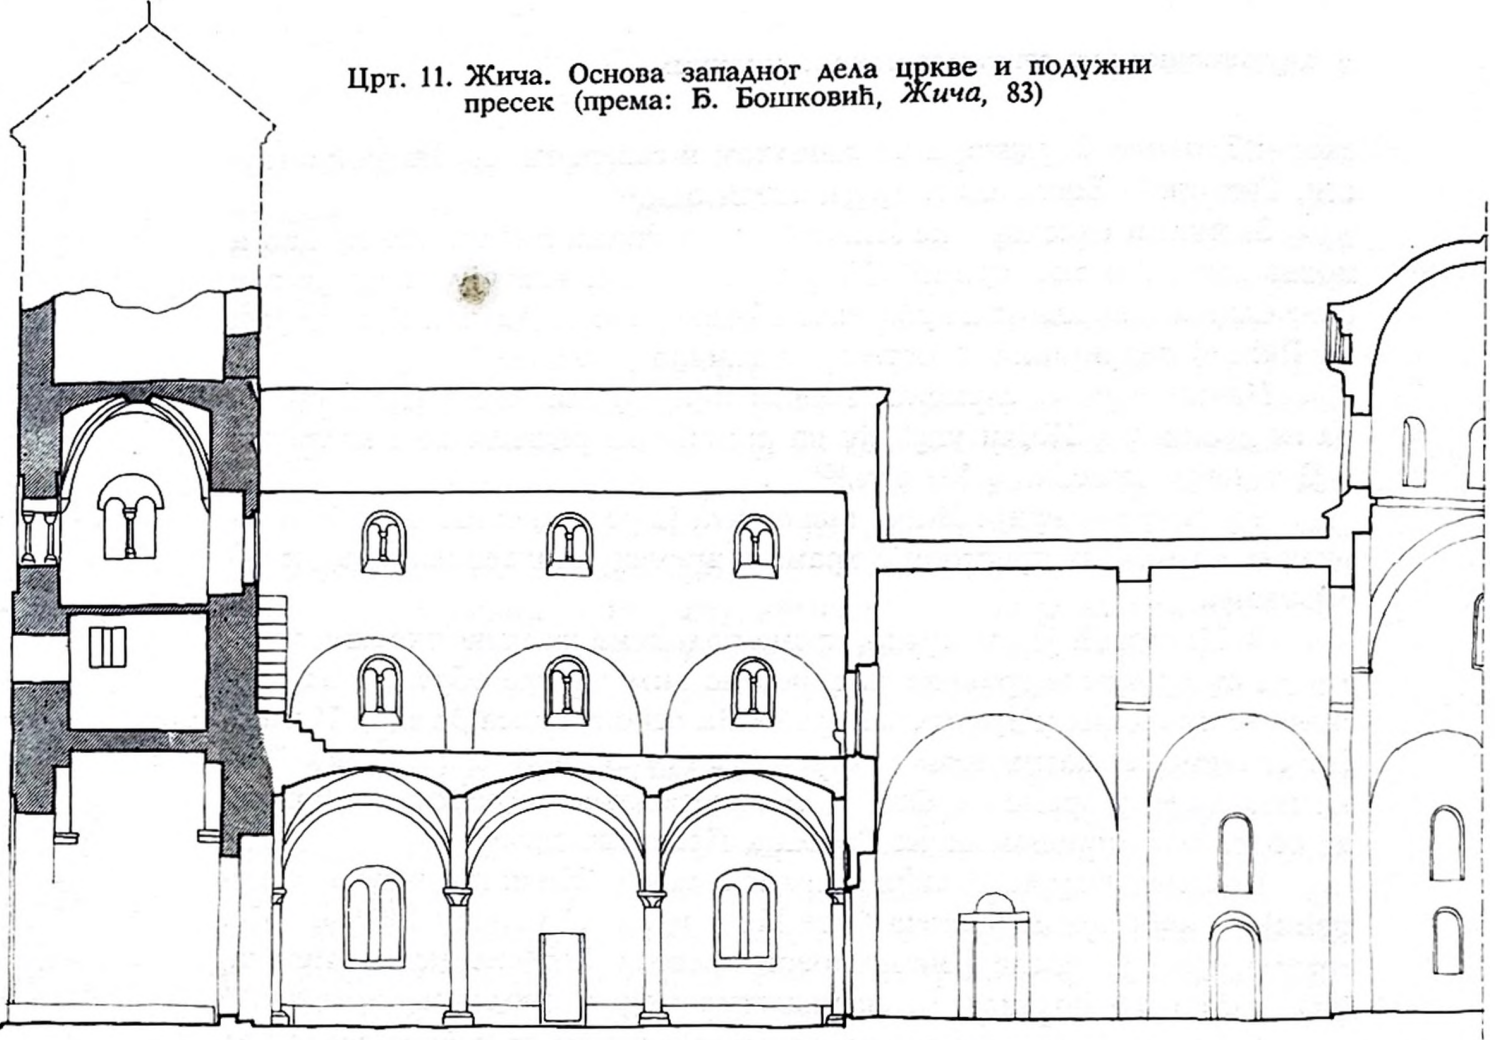 Црт. 11. Жича. Основа западног дела цркве и подужни
пресек (према: Ђ. Бошковић, Жича, 83)